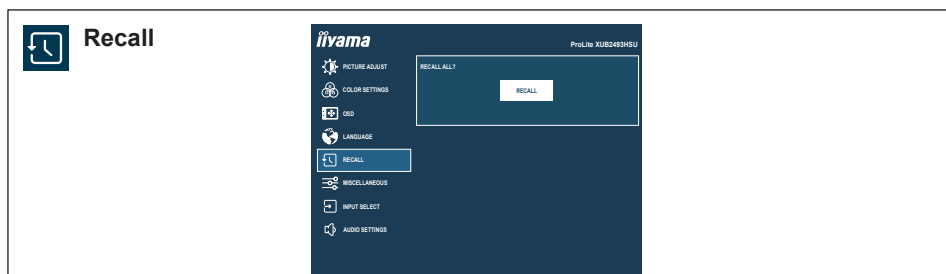 Recall
iiyama
ProLite XUB2493HSU
PICTURE ADJUST
RECALL ALL?
COLOR SETTINGS
RECALL
OSD
LANGUAGE
RECALL
MISCELLANEOUS
INPUT SELECT
AUDIO SETTINGS